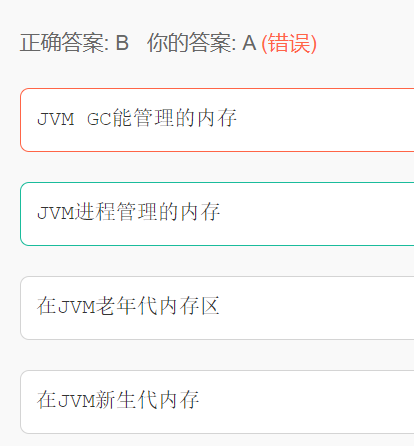 正确答案: B 你的答案: A (错误)
JVM GC能管理的内存
JVM进程管理的内存
在JVM老年代内存区
在JVM新生代内存